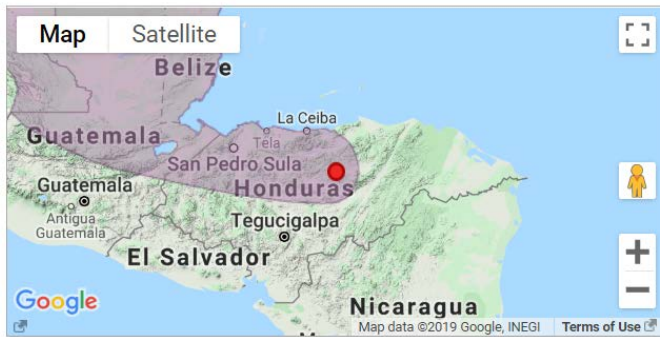 Map
Satellite
Belize
La Ceiba
Tela
Guatemala
San Pedro Sula
Honduras
Guatemala
Antigua
Guatemala
Tegucigalpa
El Salvador
Nicaragua
Google
Map data ©2019 Google, INEGI
Terms of Use